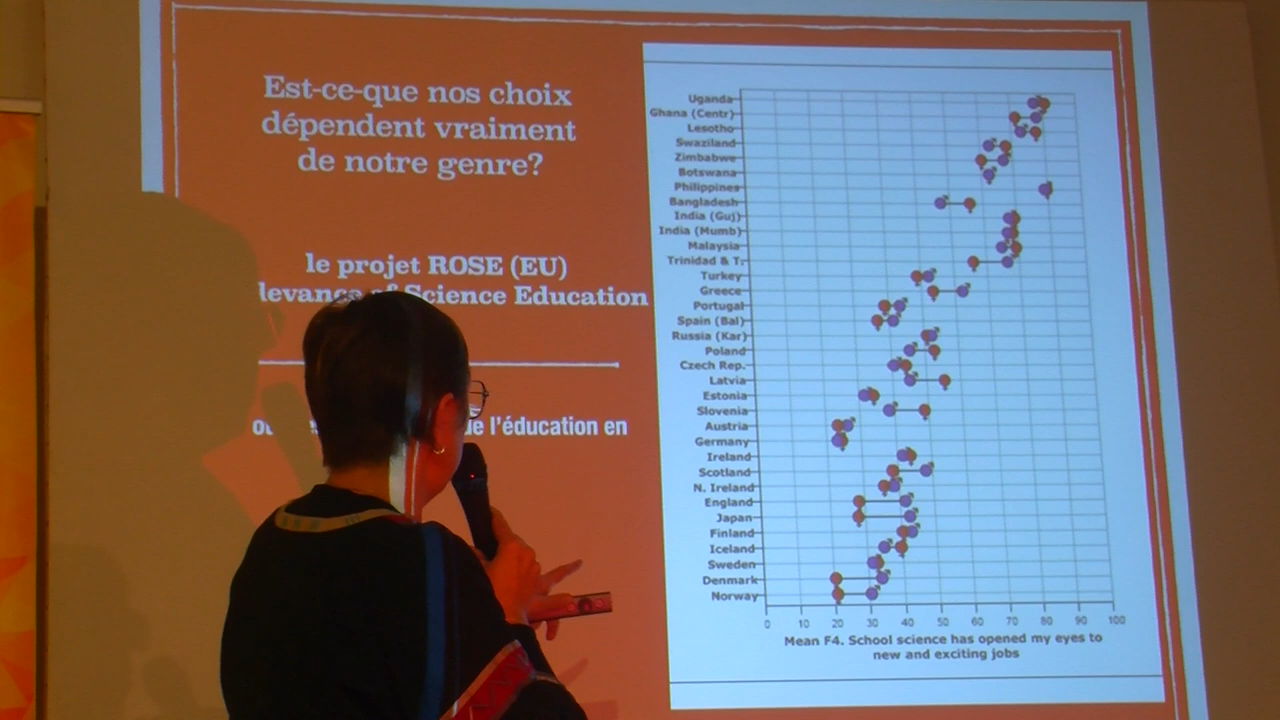 Est-ce-que nos choix
dépendent vraiment
de notre genre?
le projet ROSE (EU)
levance of Science Education
l'éducation en
Uganda
Ghana (Centr)
Lesotho
Swaziland
Zimbabwe
Botswana
Philippines
Bangladesh
India (Guj)
India (Mumb)
Malaysia
Trinidad & T.
Turkey
Greece
Portugal
Spain (Bal)
Russia (Kar)
Poland
Czech Rep.
Latvia
Estonia
Slovenia
Austria
Germany
Ireland
Scotland
N. Ireland
England
Japan
Finland
Iceland
Sweden
Denmark
Norway
0 10 20 30 40 50 60 70 80 90 100
Mean F4. School science has opened my eyes to
new and exciting jobs